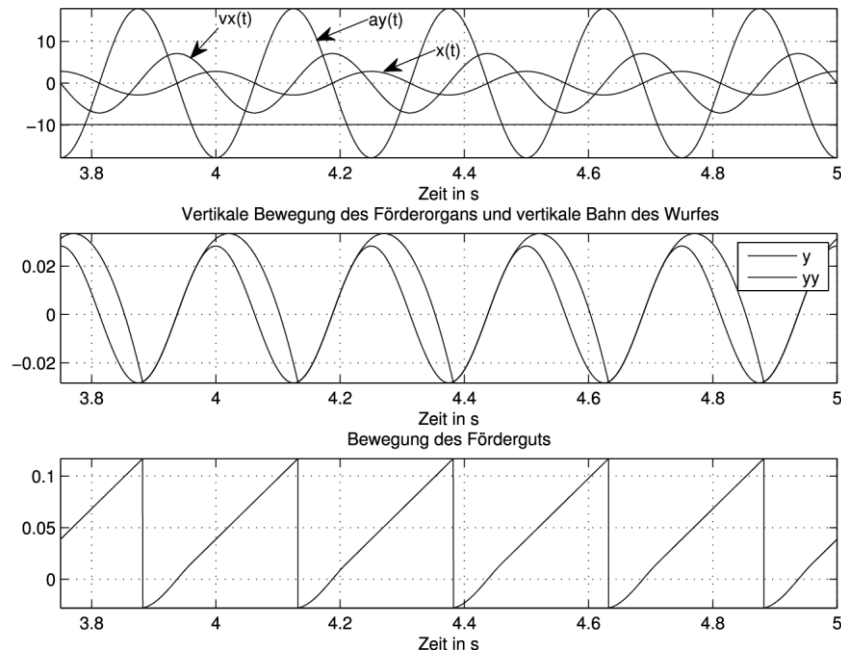 vx(t)
ay(t)
x(t)
10
0
−10
3.8 4 4.2 4.4 4.6 4.8 5
Zeit in s
Vertikale Bewegung des Förderorgans und vertikale Bahn des Wurfes
0.02
0
−0.02
y
yy
3.8 4 4.2 4.4 4.6 4.8 5
Zeit in s
Bewegung des Förderguts
0.1
0.05
0
3.8 4 4.2 4.4 4.6 4.8 5
Zeit in s